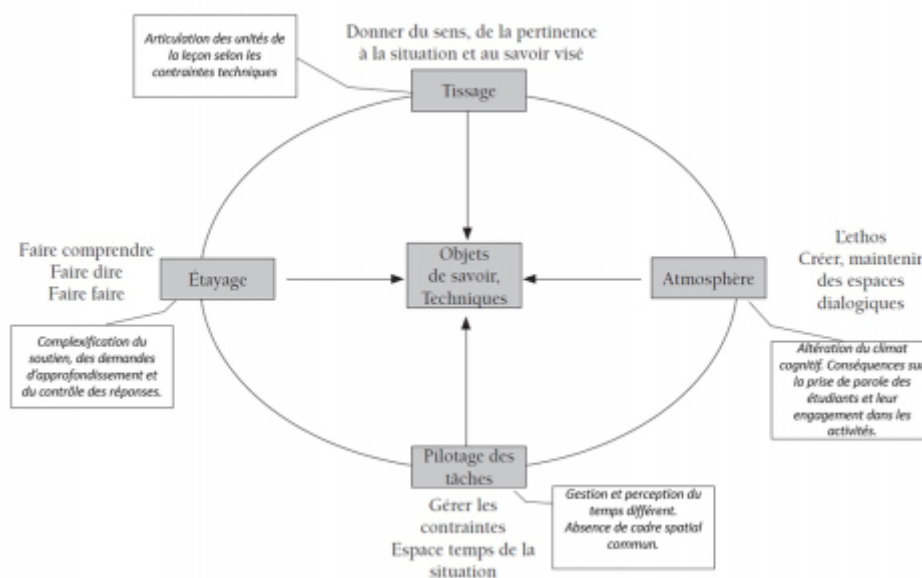 Articulation des unités de
la leçon selon les
contraintes techniques
Donner du sens, de la pertinence
à la situation et au savoir visé
Tissage
Faire comprendre
Faire dire
Faire faire
Étayage
Complexification du
soutien, des demandes
d'approfondissement et
du contrôle des réponses.
Objets
de savoir,
Techniques
Atmosphère
L'ethos
Créer, maintenir
des espaces
dialogiques
Altération du climat
cognitif. Conséquences sur
la prise de parole des
étudiants et leur
engagement dans les
activités.
Pilotage des
tâches
Gérer les
contraintes
Espace temps de la
situation
Gestion et perception du
temps différent.
Absence de cadre spatial
commun.